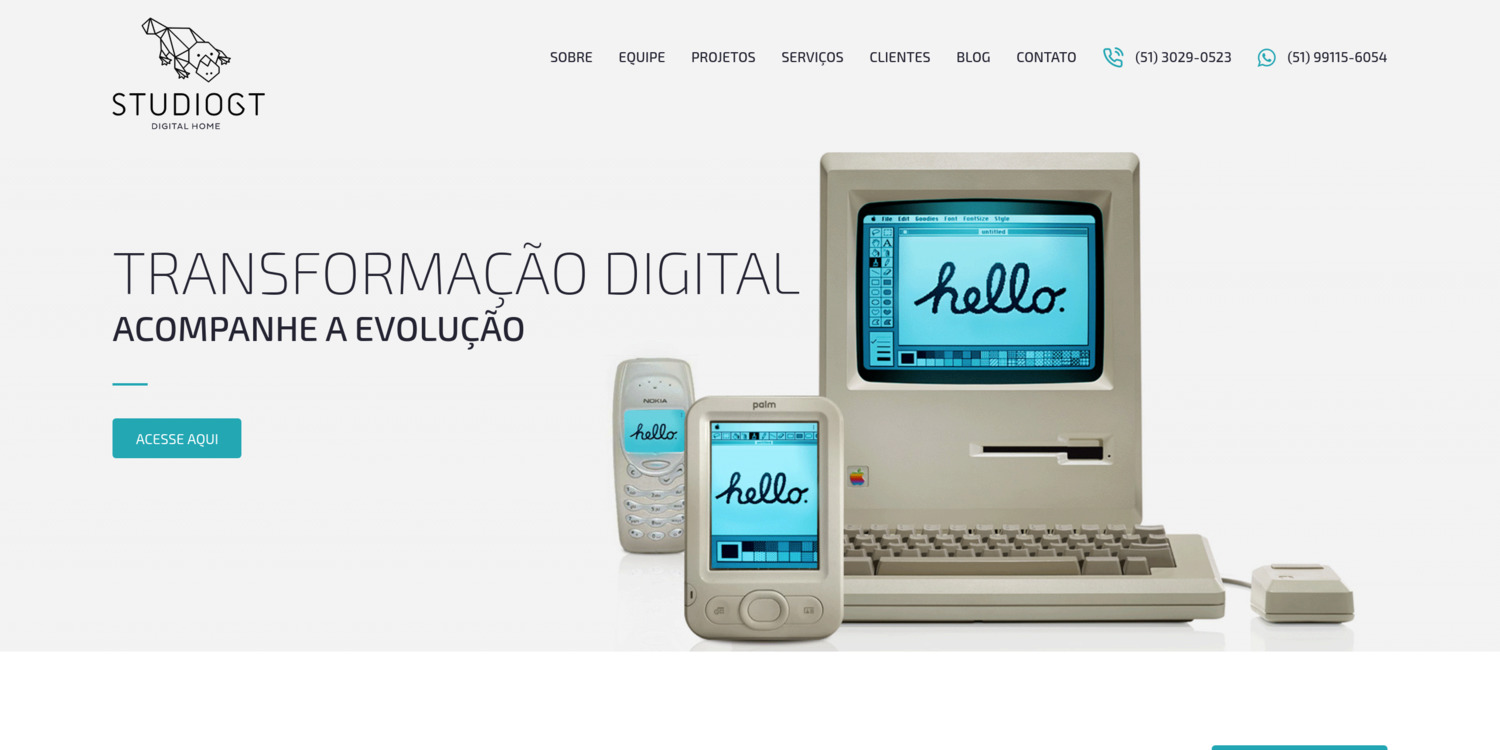 STUDIOGT
DIGITAL HOME
SOBRE EQUIPE PROJETOS SERVIÇOS CLIENTES BLOG CONTATO (51) 3029-0523 (51) 99115-6054
TRANSFORMAÇÃO DIGITAL
ACOMPANHE A EVOLUÇÃO
ACESSE AQUI
File Edit Goodies Font FontSize Style
untitled
A
hello.
NOKIA
hello.
palm
hello.